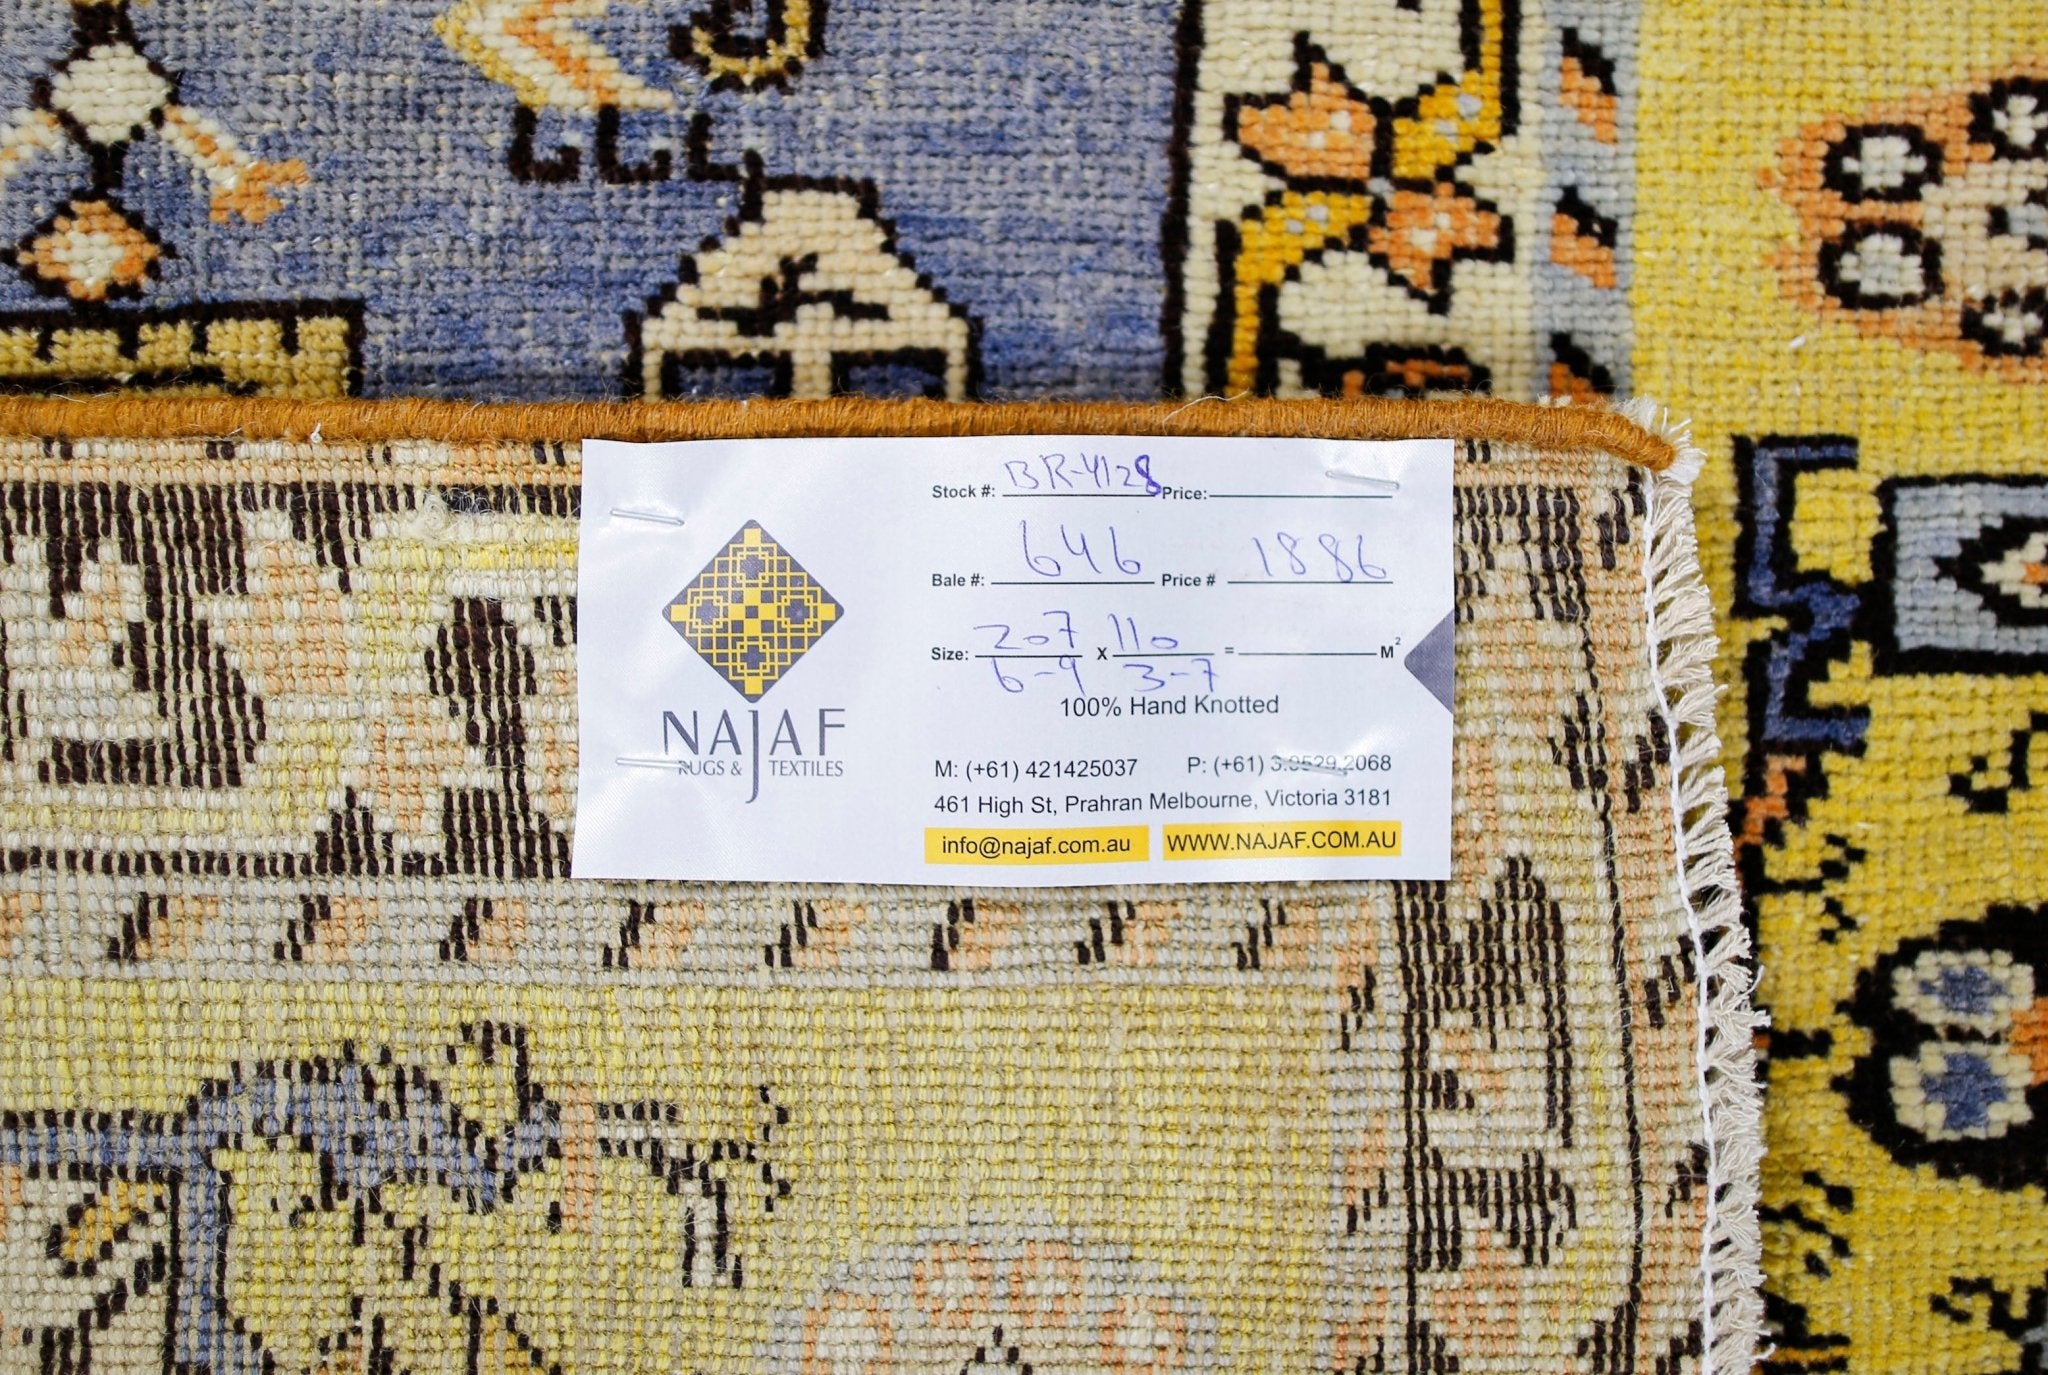 NAJAF
RUGS & TEXTILES
Stock #: BR-4128 Price:
Bale #: 646 Price # 1886
Size: 207 x 110 = M²
6-9 3-7
100% Hand Knotted
M: (+61) 421425037 P: (+61) 3.9529.2068
461 High St, Prahran Melbourne, Victoria 3181
info@najaf.com.au WWW.NAJAF.COM.AU